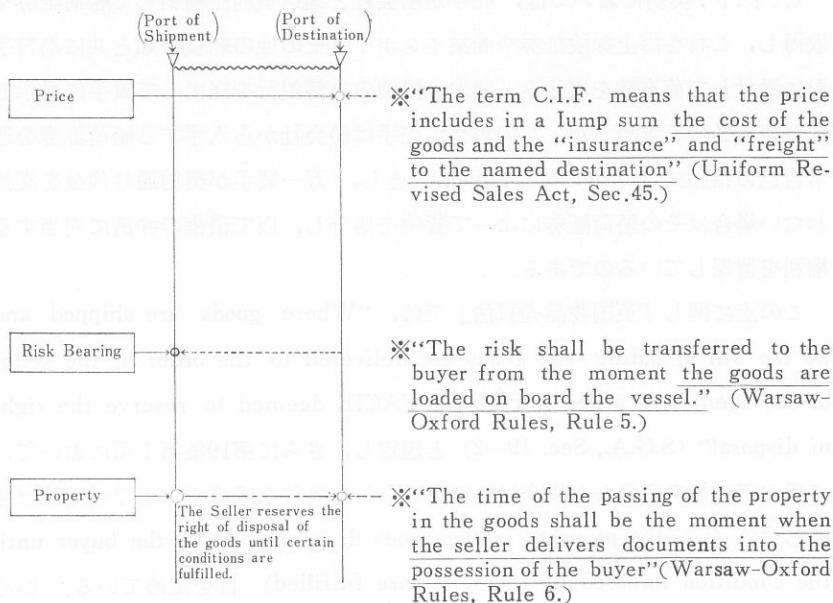 (Port of Shipment)
(Port of Destination)
Price
※“The term C.I.F. means that the price
includes in a lump sum the cost of the
goods and the “insurance” and “freight”
to the named destination” (Uniform Re-
vised Sales Act, Sec.45.)
Risk Bearing
※“The risk shall be transferred to the
buyer from the moment the goods are
loaded on board the vessel.” (Warsaw-
Oxford Rules, Rule 5.)
Property
The Seller reserves the
right of disposal of
the goods until certain
conditions are
fulfilled.
※“The time of the passing of the property
in the goods shall be the moment when
the seller delivers documents into the
possession of the buyer”(Warsaw-Oxford
Rules, Rule 6.)